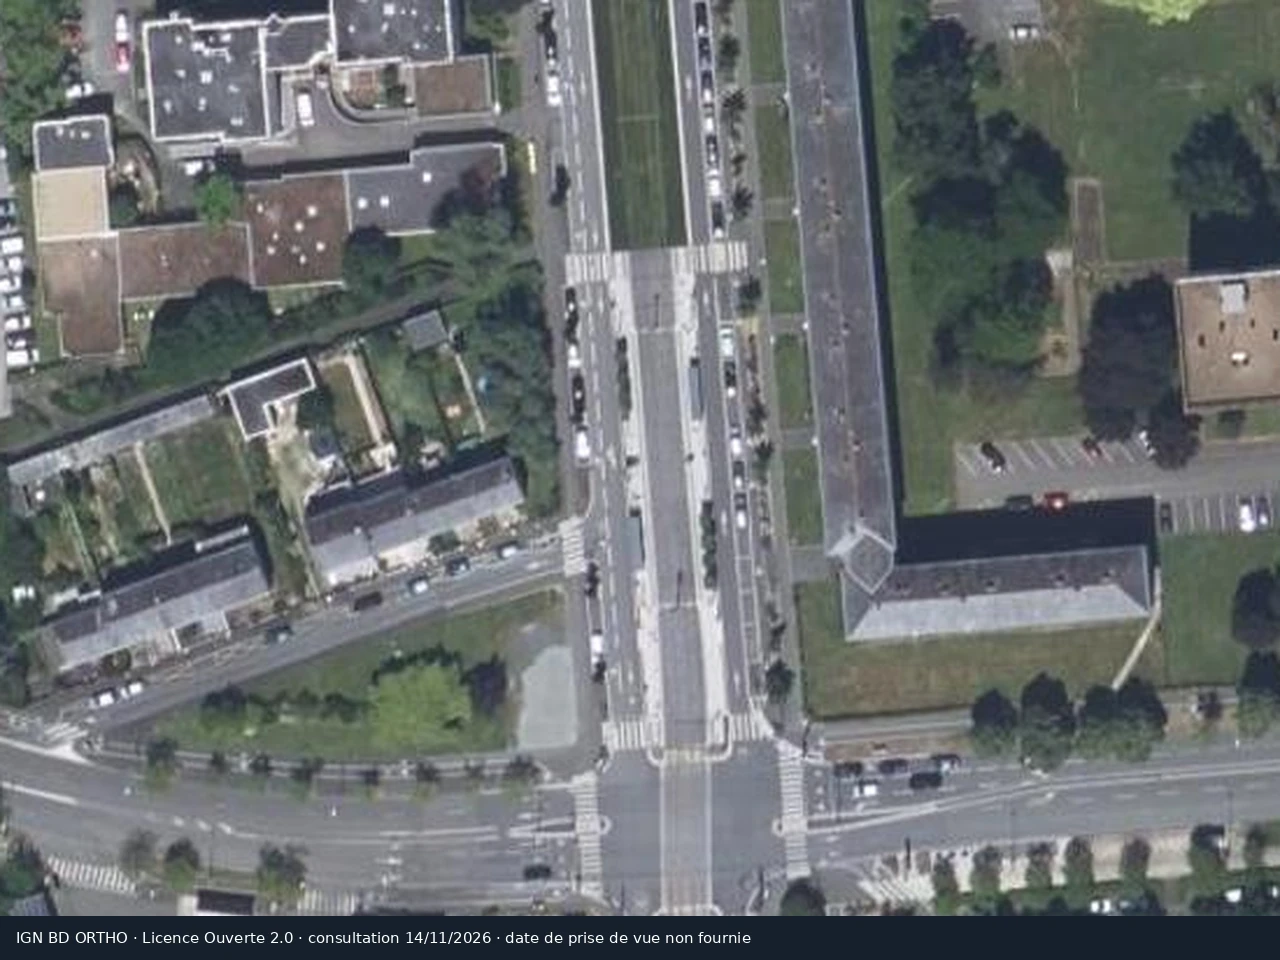 IGN BD ORTHO · Licence Ouverte 2.0 · consultation 14/11/2026 · date de prise de vue non fournie